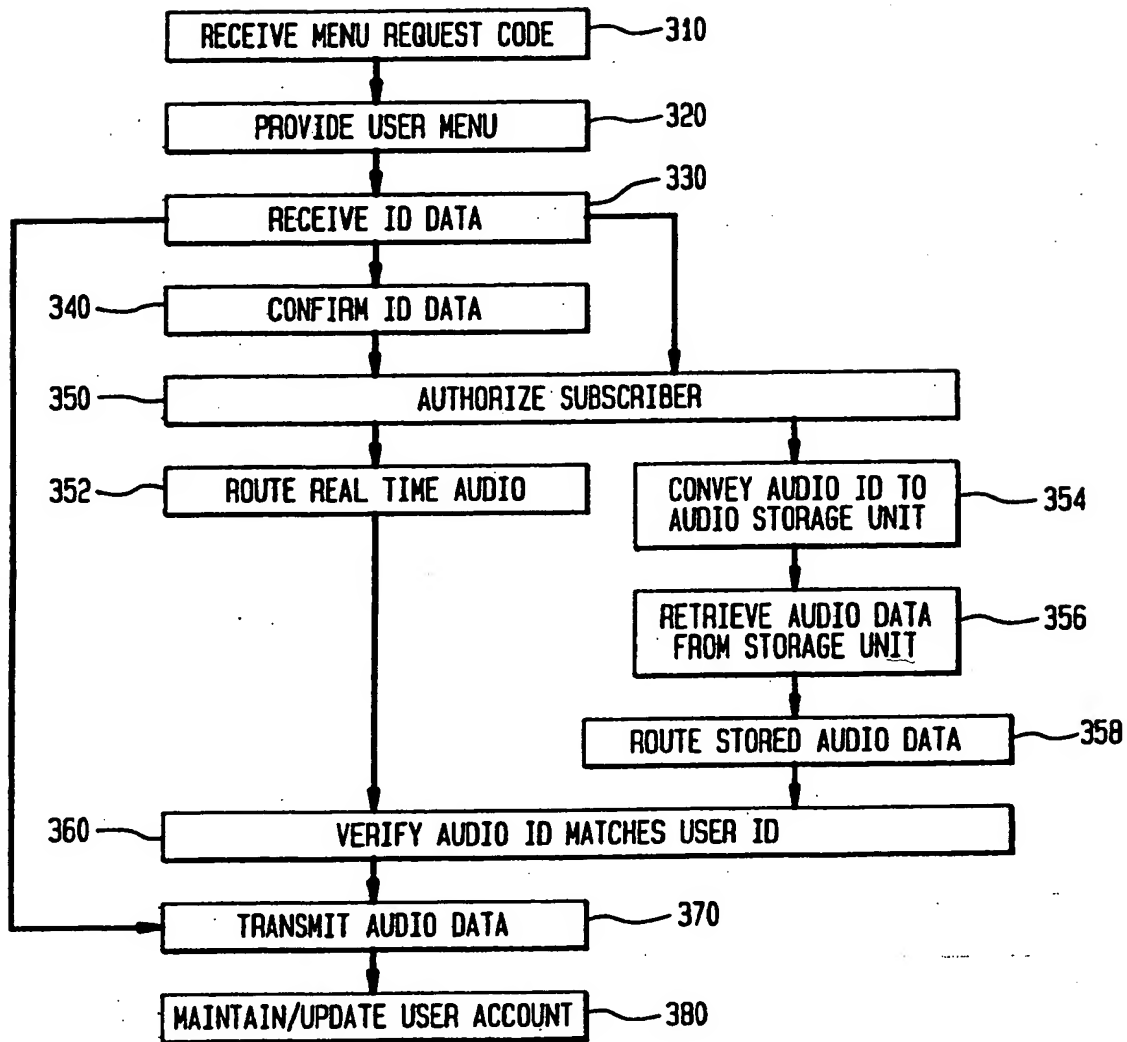 RECEIVE MENU REQUEST CODE 310
PROVIDE USER MENU 320
330
RECEIVE ID DATA
340 CONFIRM ID DATA
350 AUTHORIZE SUBSCRIBER
352 ROUTE REAL TIME AUDIO
CONVEY AUDIO ID TO
AUDIO STORAGE UNIT
354
RETRIEVE AUDIO DATA
FROM STORAGE UNIT
356
ROUTE STORED AUDIO DATA 358
360 VERIFY AUDIO ID MATCHES USER ID
TRANSMIT AUDIO DATA 370
MAINTAIN/UPDATE USER ACCOUNT 380